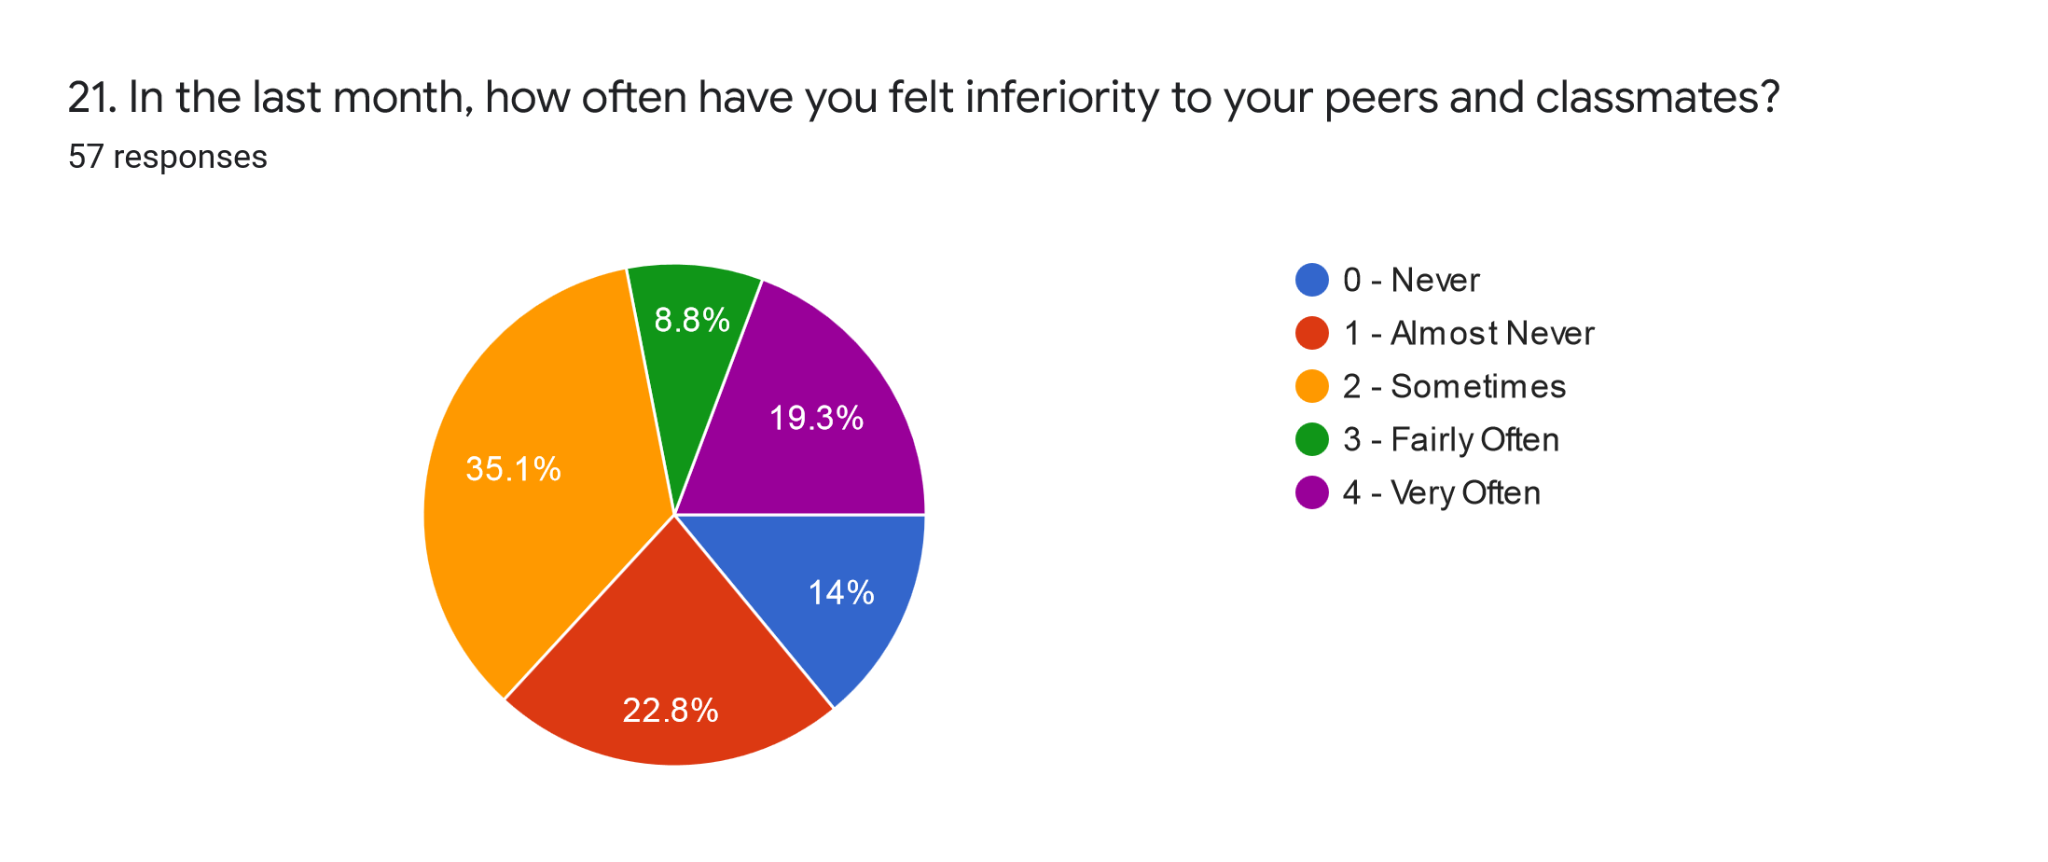 21. In the last month, how often have you felt inferiority to your peers and classmates?
57 responses
8.8%
19.3%
35.1%
14%
22.8%
0 - Never
1 - Almost Never
2 - Sometimes
3 - Fairly Often
4 - Very Often